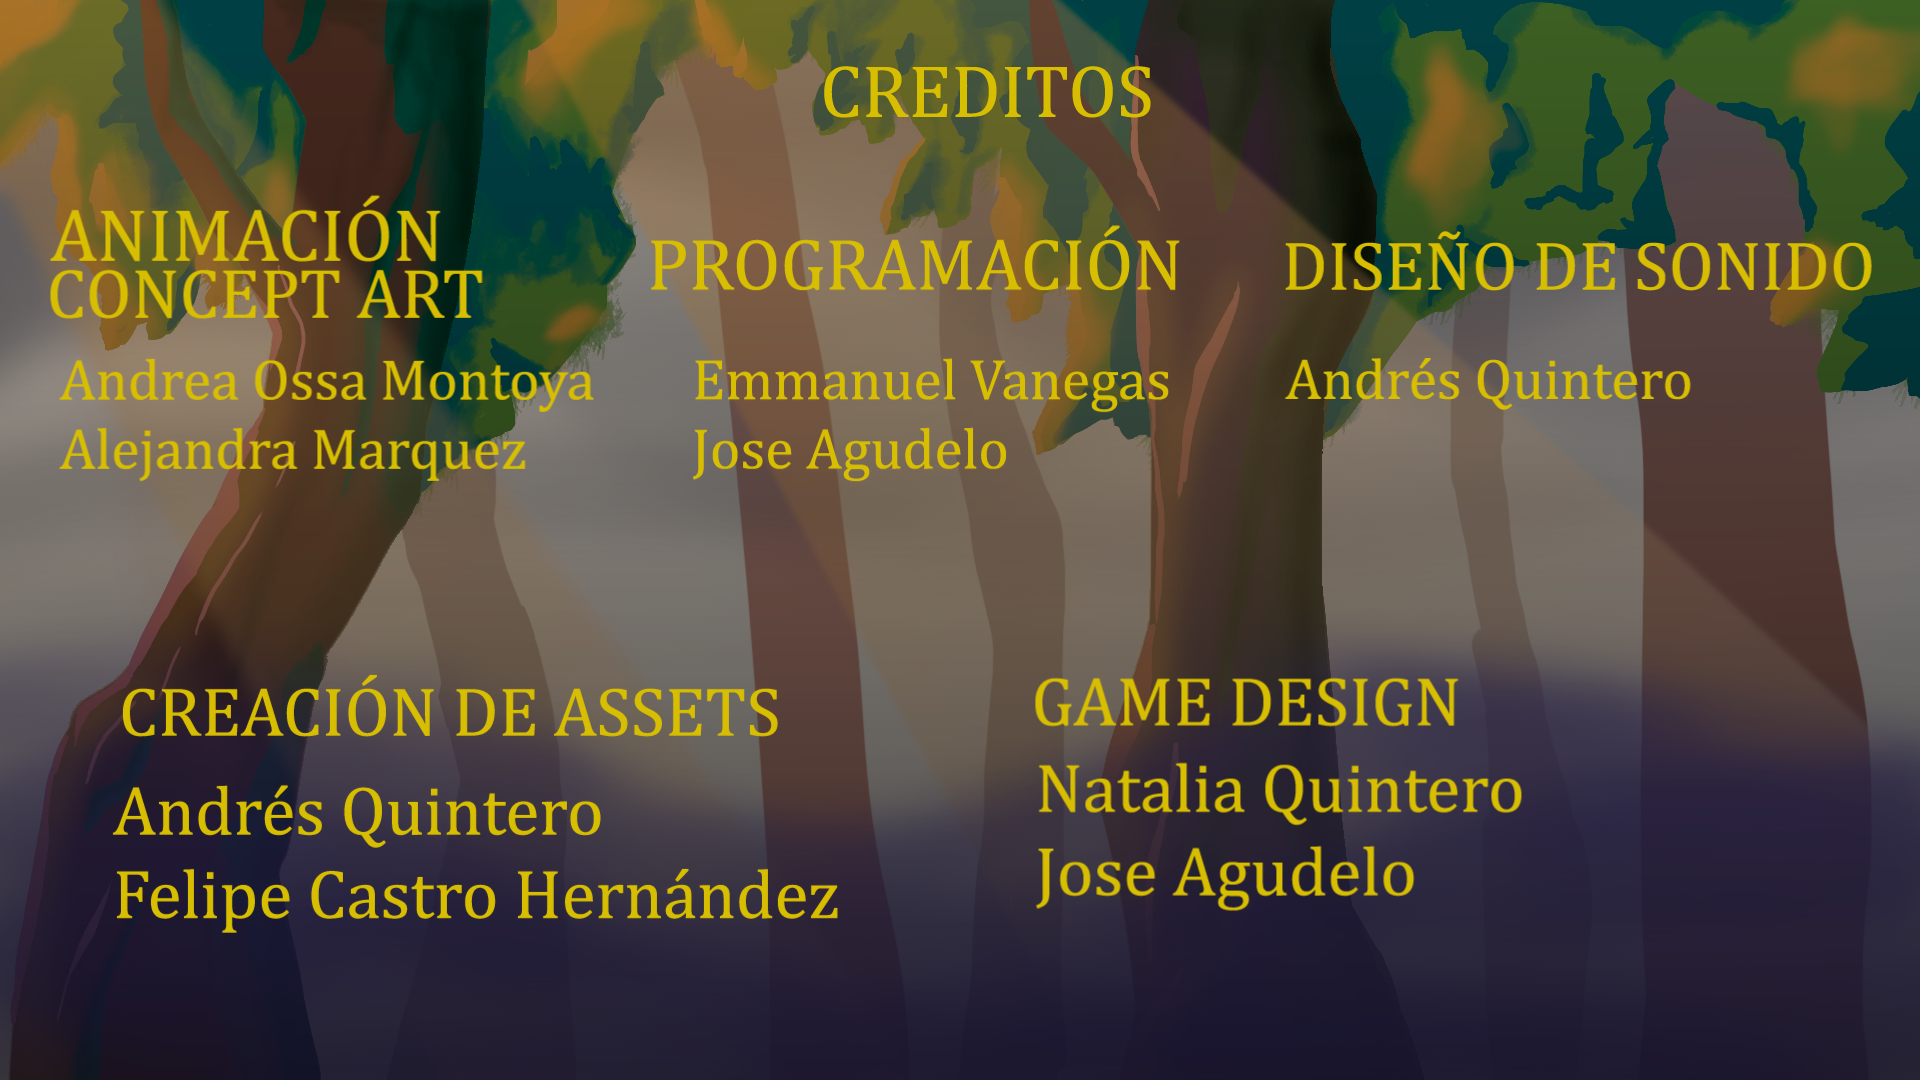 CREDITOS
ANIMACIÓN
CONCEPT ART
Andrea Ossa Montoya
Alejandra Marquez
PROGRAMACIÓN
Emmanuel Vanegas
Jose Agudelo
DISEÑO DE SONIDO
Andrés Quintero
CREACIÓN DE ASSETS
Andrés Quintero
Felipe Castro Hernández
GAME DESIGN
Natalia Quintero
Jose Agudelo